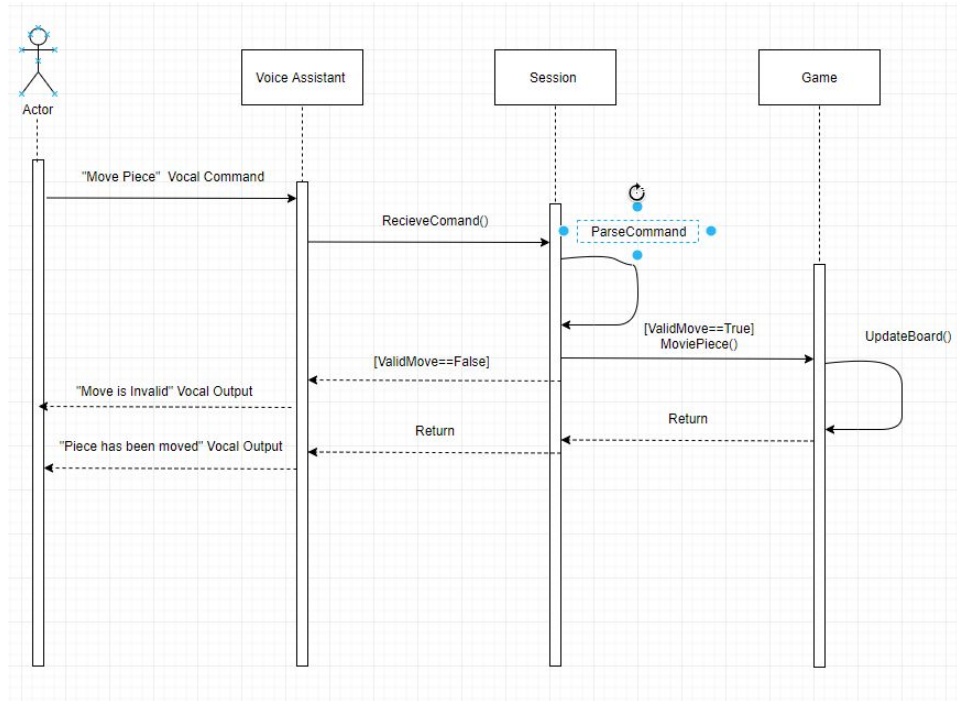 Actor
Voice Assistant
Session
Game
"Move Piece"  Vocal Command
RecieveComand()
ParseCommand
[ValidMove==True]
MoviePiece()
UpdateBoard()
[ValidMove==False]
"Move is Invalid" Vocal Output
Return
Return
"Piece has been moved" Vocal Output